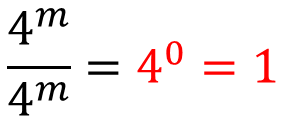 4^m / 4^m = 4^0 = 1